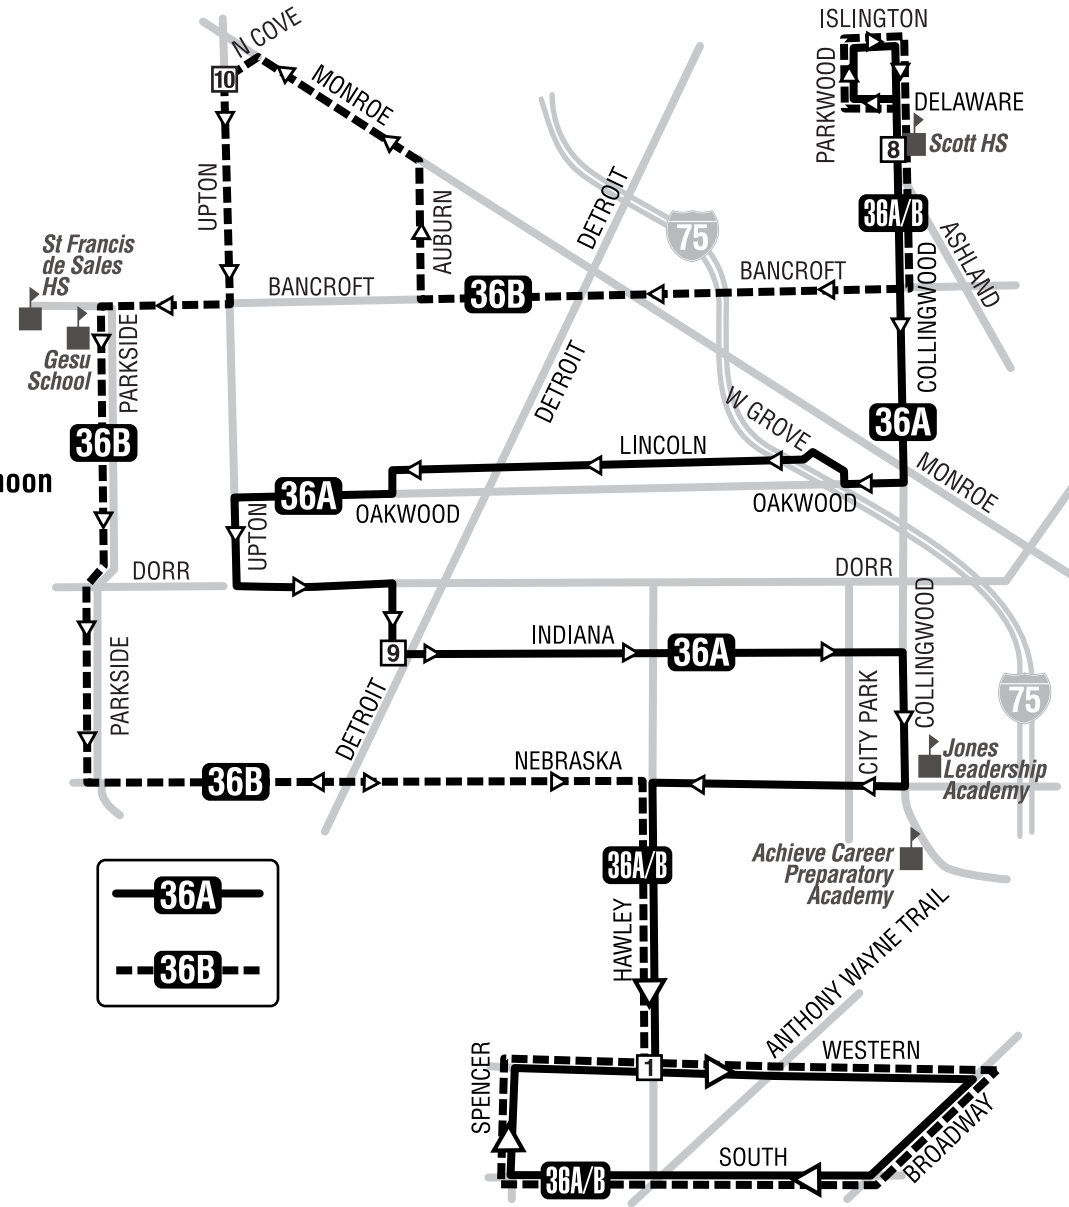 ISLINGTON
N COVE
10
MONROE
PARKWOOD
DELAWARE
Scott HS
8
UPTON
AUBURN
DETROIT
75
36A/B
ASHLAND
St Francis
de Sales
HS
BANCROFT
36B
BANCROFT
COLLINGWOOD
PARKSIDE
Gesu
School
DETROIT
W GROVE
36A
36B
LINCOLN
noon
36A
OAKWOOD
OAKWOOD
MONROE
UPTON
DORR
DORR
COLLINGWOOD
INDIANA
36A
9
PARKSIDE
DETROIT
CITY PARK
75
NEBRASKA
36B
Jones
Leadership
Academy
36A/B
Achieve Career
Preparatory
Academy
36A
HAWLEY
36B
ANTHONY WAYNE TRAIL
SPENCER
1
WESTERN
BROADWAY
SOUTH
36A/B